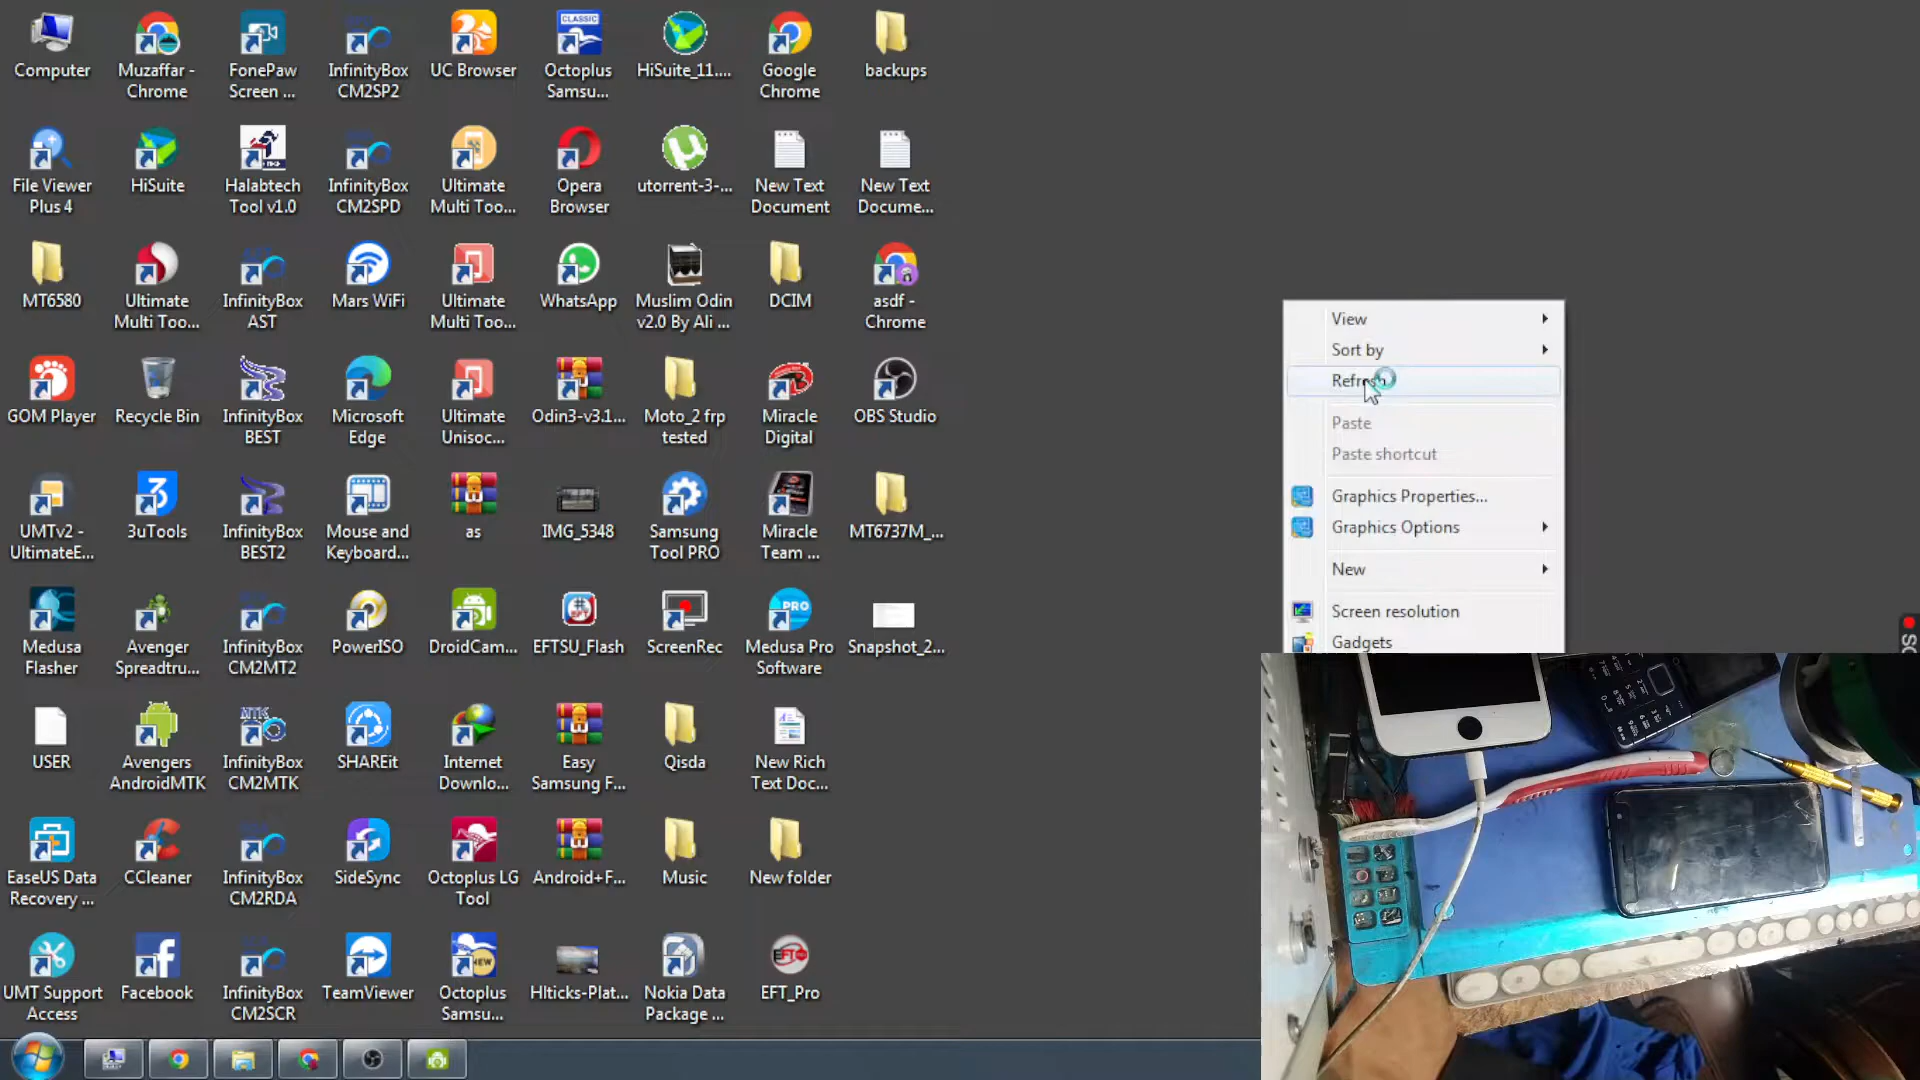 Computer
Muzaffar -
Chrome
FonePaw
Screen ...
InfinityBox
CM2SP2
UC Browser
CLASSIC
Octoplus
Samsu...
HiSuite_11....
Google
Chrome
backups
File Viewer
Plus 4
HiSuite
Halabtech
Tool v1.0
InfinityBox
CM2SPD
Ultimate
Multi Too...
Opera
Browser
utorrent-3-...
New Text
Document
New Text
Docume...
MT6580
Ultimate
Multi Too...
InfinityBox
AST
Mars WiFi
Ultimate
Multi Too...
WhatsApp
Muslim Odin
v2.0 By Ali ...
DCIM
asdf -
Chrome
GOM Player
Recycle Bin
InfinityBox
BEST
Microsoft
Edge
Ultimate
Unisoc...
Odin3-v3.1...
Moto_2 frp
tested
Miracle
Digital
OBS Studio
UMTv2 -
UltimateE...
3uTools
InfinityBox
BEST2
Mouse and
Keyboard...
as
IMG_5348
Samsung
Tool PRO
Miracle
Team ...
MT6737M_...
Medusa
Flasher
Avenger
Spreadtru...
InfinityBox
CM2MT2
PowerISO
DroidCam...
EFTSU_Flash
ScreenRec
PRO
Medusa Pro
Software
Snapshot_2...
USER
Avengers
AndroidMTK
MTK
InfinityBox
CM2MTK
SHAREit
Internet
Downlo...
Easy
Samsung F...
Qisda
New Rich
Text Doc...
EaseUS Data
Recovery ...
CCleaner
InfinityBox
CM2RDA
SideSync
Octoplus LG
Tool
Android+F...
Music
New folder
UMT Support
Access
Facebook
InfinityBox
CM2SCR
TeamViewer
NEW
Octoplus
Samsu...
Hlticks-Plat...
Nokia Data
Package ...
EFT
EFT_Pro
View
Sort by
Refresh
Paste
Paste shortcut
Graphics Properties...
Graphics Options
New
Screen resolution
Gadgets